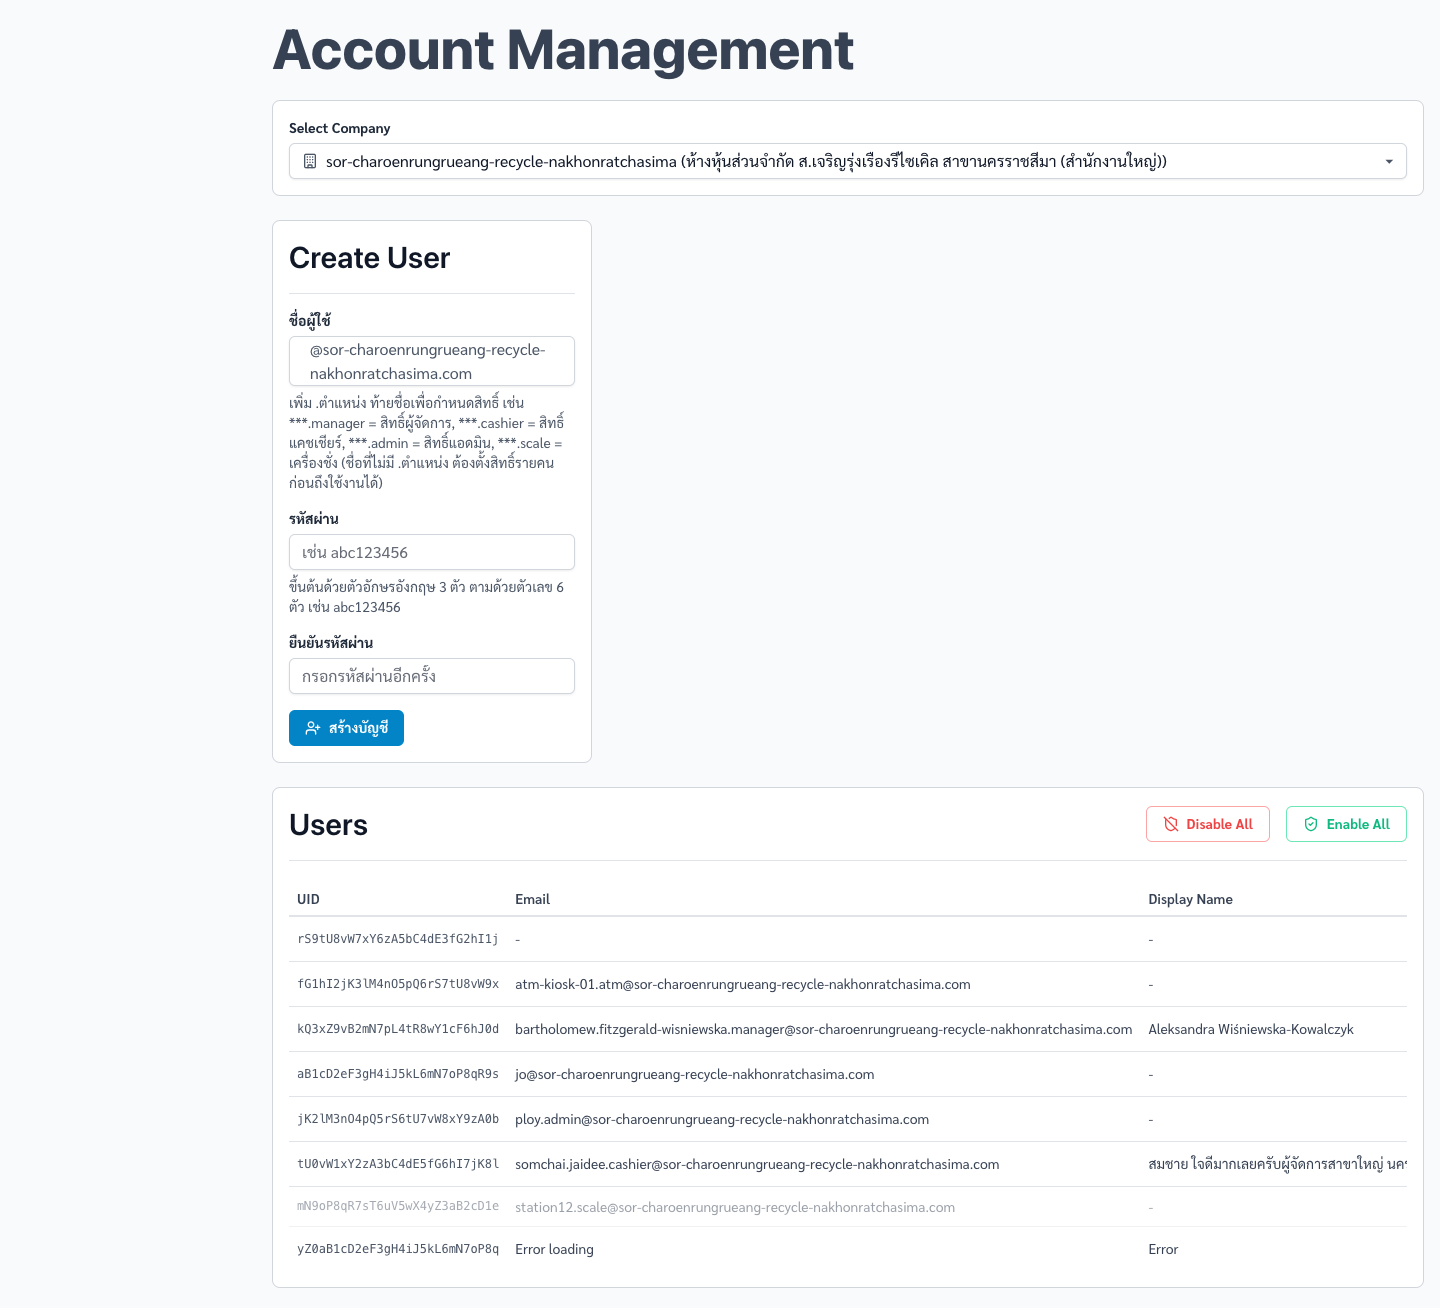 Account Management
Select Company
sor-charoenrungrueang-recycle-nakhonratchasima (ห้างหุ้นส่วนจำกัด ส.เจริญรุ่งเรืองรีไซเคิล สาขานครราชสีมา (สำนักงานใหญ่))
Create User
ชื่อผู้ใช้
@sor-charoenrungrueang-recycle-
nakhonratchasima.com
เพิ่ม .ตำแหน่ง ท้ายชื่อเพื่อกำหนดสิทธิ์ เช่น
***.manager = สิทธิ์ผู้จัดการ, ***.cashier = สิทธิ์
แคชเชียร์, ***.admin = สิทธิ์แอดมิน, ***.scale =
เครื่องชั่ง (ชื่อที่ไม่มี .ตำแหน่ง ต้องตั้งสิทธิ์รายคน
ก่อนถึงใช้งานได้)
รหัสผ่าน
เช่น abc123456
ขึ้นต้นด้วยตัวอักษรอังกฤษ 3 ตัว ตามด้วยตัวเลข 6
ตัว เช่น abc123456
ยืนยันรหัสผ่าน
กรอกรหัสผ่านอีกครั้ง
สร้างบัญชี
Users Disable All Enable All
UID Email Display Name
rS9tU8vW7xY6zA5bC4dE3fG2hI1j - -
fG1hI2jK3lM4nO5pQ6rS7tU8vW9x atm-kiosk-01.atm@sor-charoenrungrueang-recycle-nakhonratchasima.com -
kQ3xZ9vB2mN7pL4tR8wY1cF6hJ0d bartholomew.fitzgerald-wisniewska.manager@sor-charoenrungrueang-recycle-nakhonratchasima.com Aleksandra Wiśniewska-Kowalczyk
aB1cD2eF3gH4iJ5kL6mN7oP8qR9s jo@sor-charoenrungrueang-recycle-nakhonratchasima.com -
jK2lM3nO4pQ5rS6tU7vW8xY9zA0b ploy.admin@sor-charoenrungrueang-recycle-nakhonratchasima.com -
tU0vW1xY2zA3bC4dE5fG6hI7jK8l somchai.jaidee.cashier@sor-charoenrungrueang-recycle-nakhonratchasima.com สมชาย ใจดีมากเลยครับผู้จัดการสาขาใหญ่
mN9oP8qR7sT6uV5wX4yZ3aB2cD1e station12.scale@sor-charoenrungrueang-recycle-nakhonratchasima.com -
yZ0aB1cD2eF3gH4iJ5kL6mN7oP8q Error loading Error